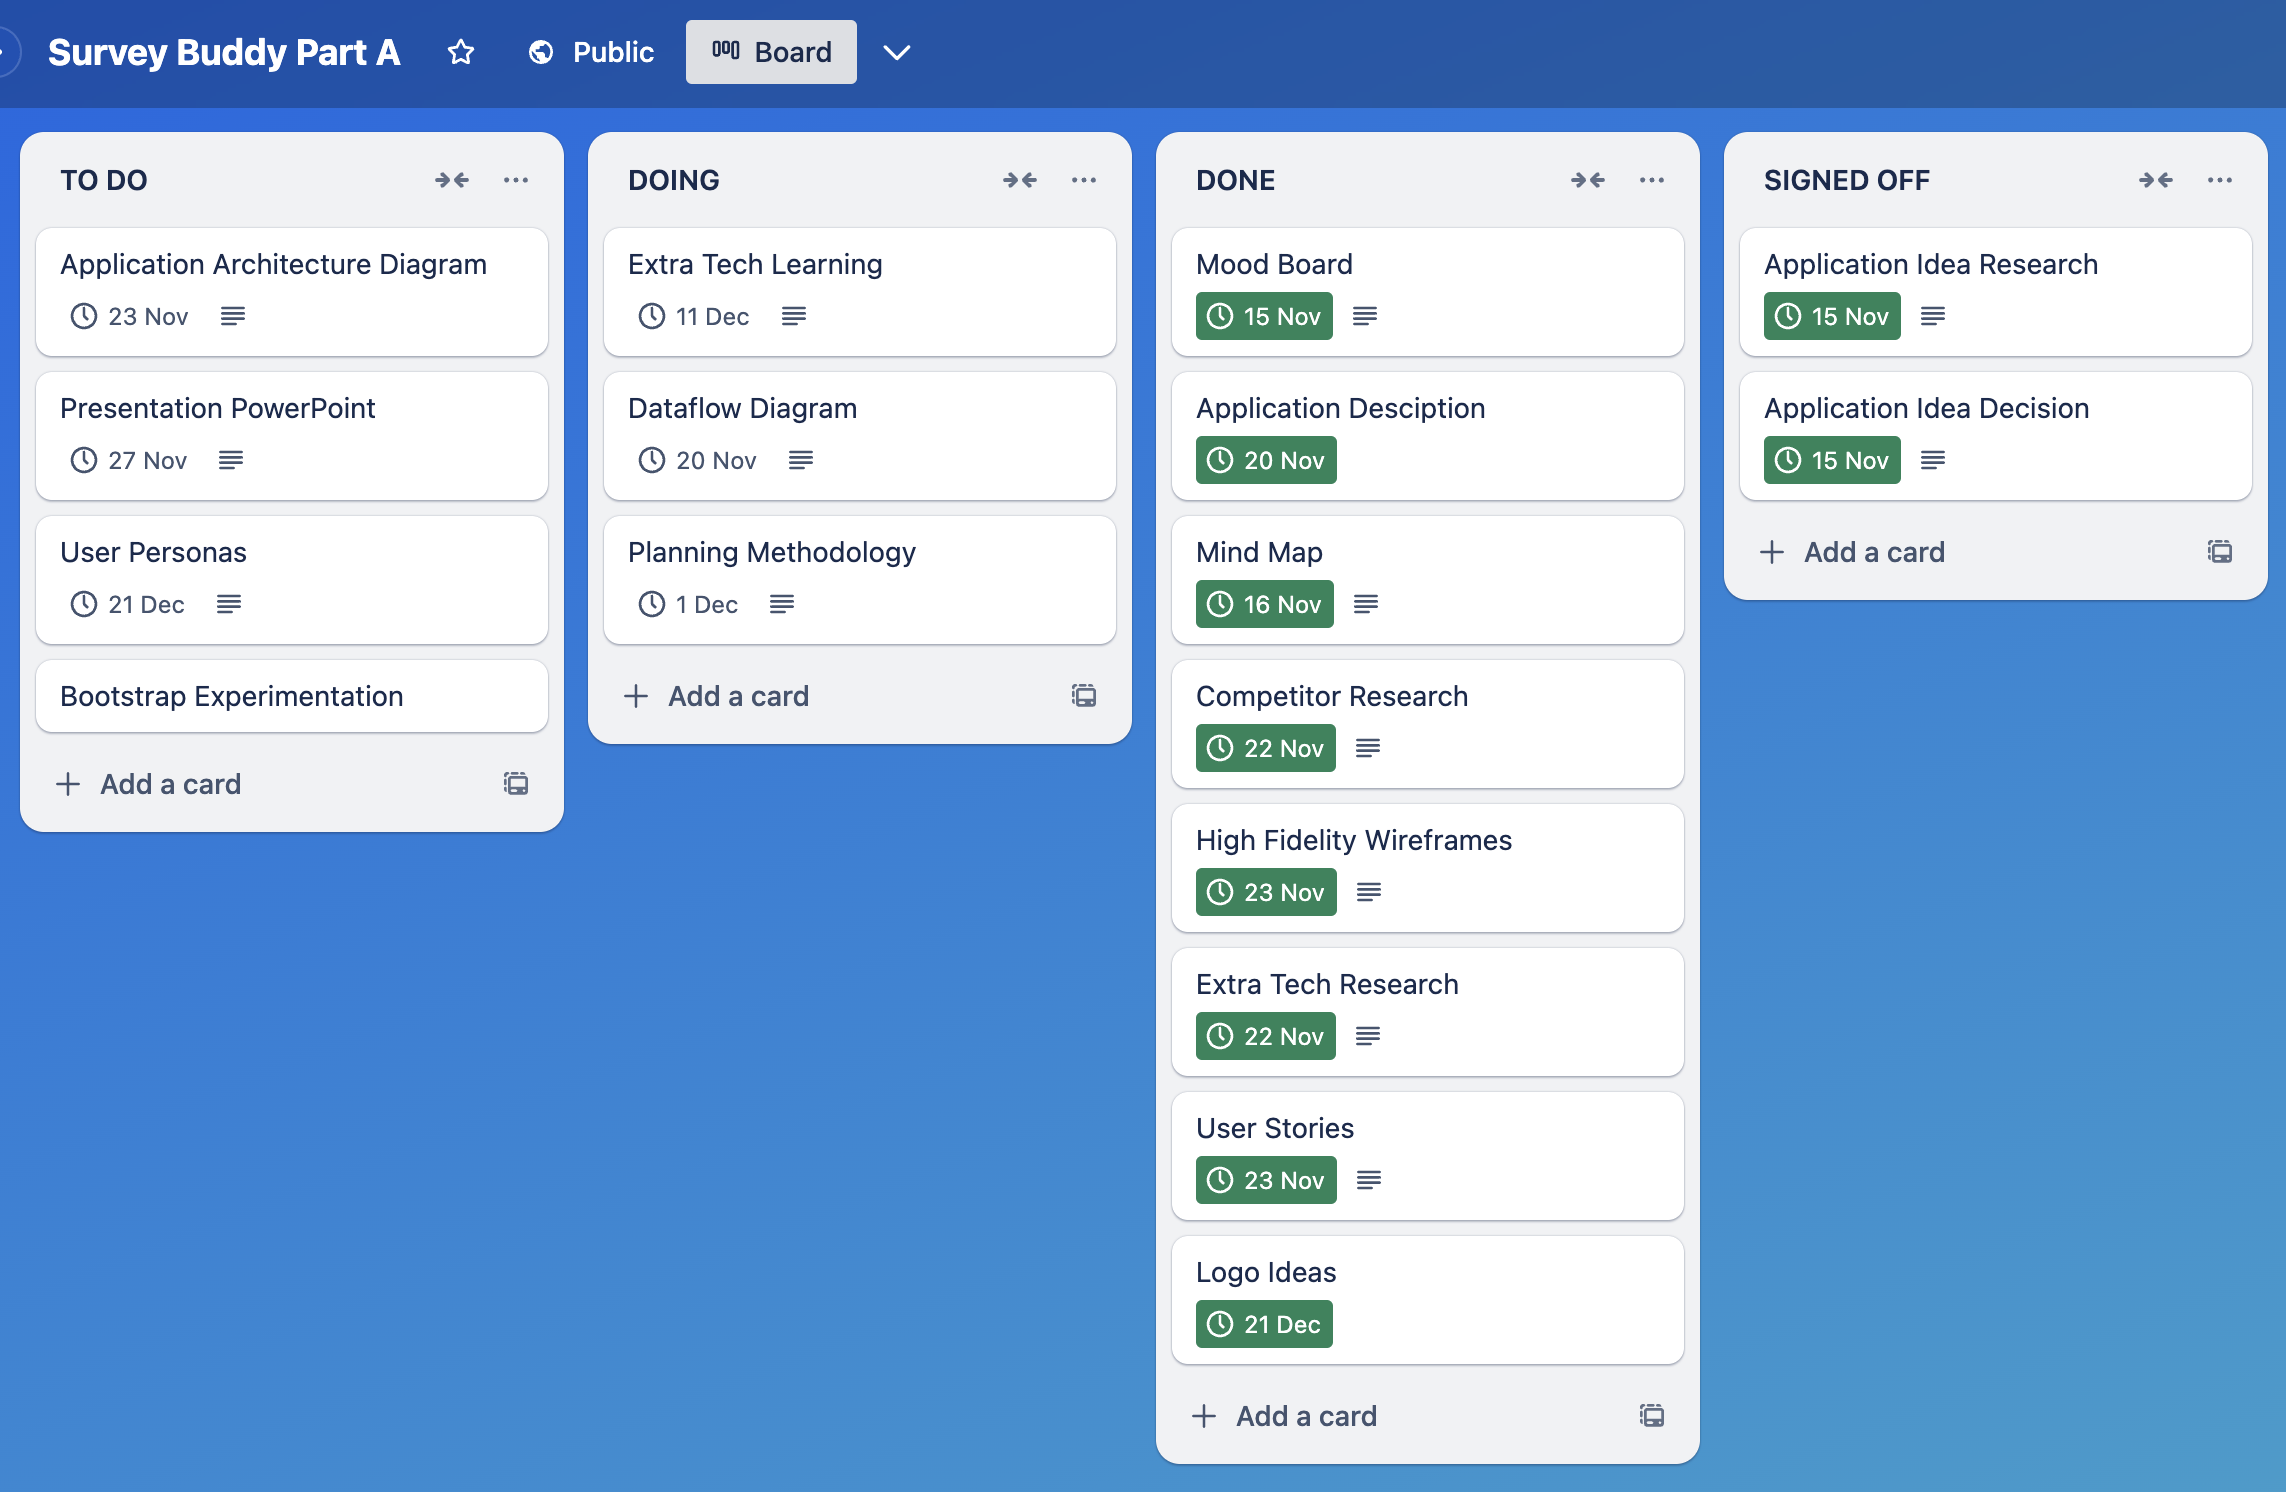 Survey Buddy Part A
Public
Board
TO DO
Application Architecture Diagram
23 Nov
Presentation PowerPoint
27 Nov
User Personas
21 Dec
Bootstrap Experimentation
Add a card
DOING
Extra Tech Learning
11 Dec
Dataflow Diagram
20 Nov
Planning Methodology
1 Dec
Add a card
DONE
Mood Board
15 Nov
Application Desciption
20 Nov
Mind Map
16 Nov
Competitor Research
22 Nov
High Fidelity Wireframes
23 Nov
Extra Tech Research
22 Nov
User Stories
23 Nov
Logo Ideas
21 Dec
Add a card
SIGNED OFF
Application Idea Research
15 Nov
Application Idea Decision
15 Nov
Add a card